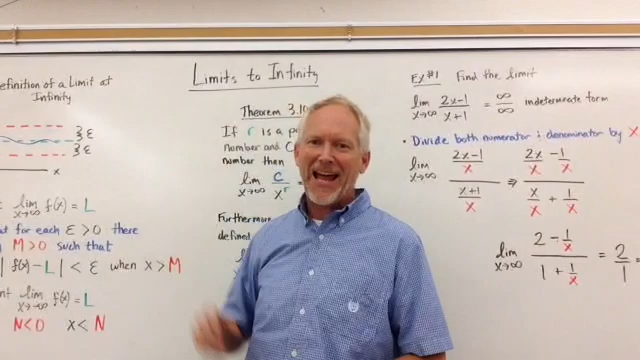 Limits to Infinity
efinition of a Limit at
Infinity
ε
ε
x
lim f(x) = L
x→∞
for each ε > 0 there
M > 0 such that
| f(x) - L | < ε when x > M
lim f(x) = L
x→-∞
N < 0 x < N
Theorem 3.10
If r is a p
number and C
number then
lim C/x^r
x→∞
Furthermore
defined
Ex #1 Find the limit
lim (2x-1)/(x+1) = ∞/∞ indeterminate form
x→∞
• Divide both numerator & denominator by x
lim ((2x-1)/x)/((x+1)/x) ⇒ (2x/x - 1/x)/(x/x + 1/x)
x→∞
lim (2 - 1/x)/(1 + 1/x) = 2/1 =
x→∞